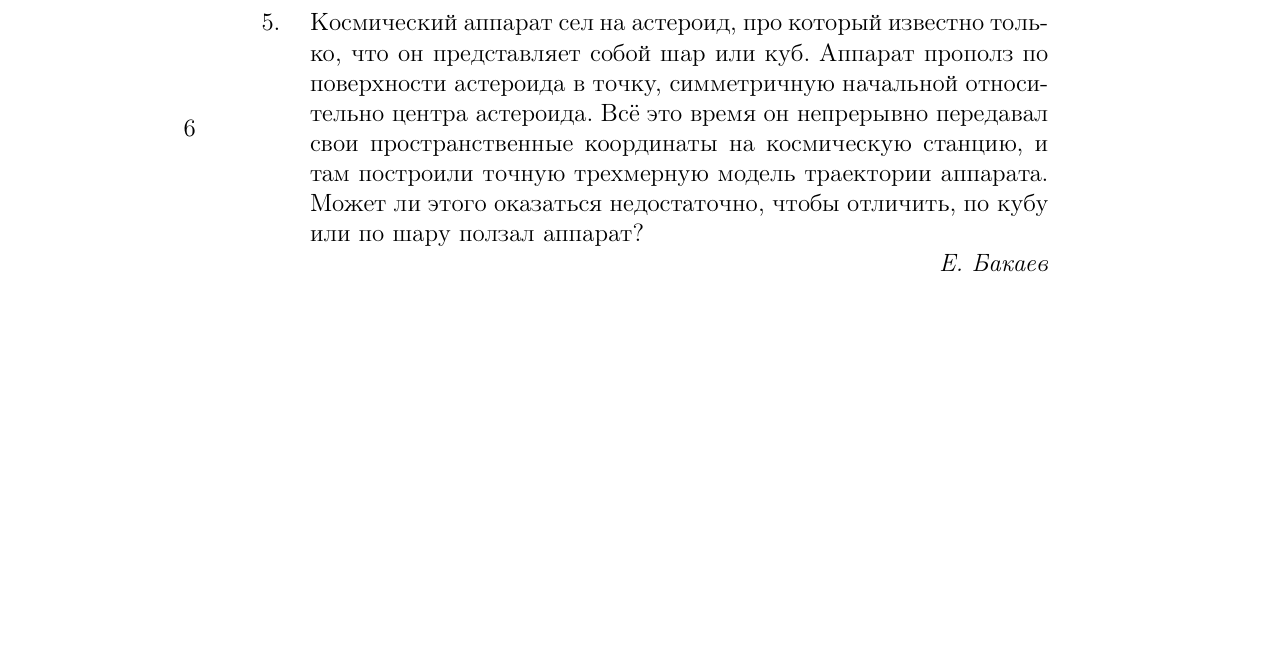 5. Космический аппарат сел на астероид, про который известно толь-
ко, что он представляет собой шар или куб. Аппарат прополз по
поверхности астероида в точку, симметричную начальной относи-
тельно центра астероида. Всё это время он непрерывно передавал
6
свои пространственные координаты на космическую станцию, и
там построили точную трехмерную модель траектории аппарата.
Может ли этого оказаться недостаточно, чтобы отличить, по кубу
или по шару ползал аппарат?
Е. Бакаев